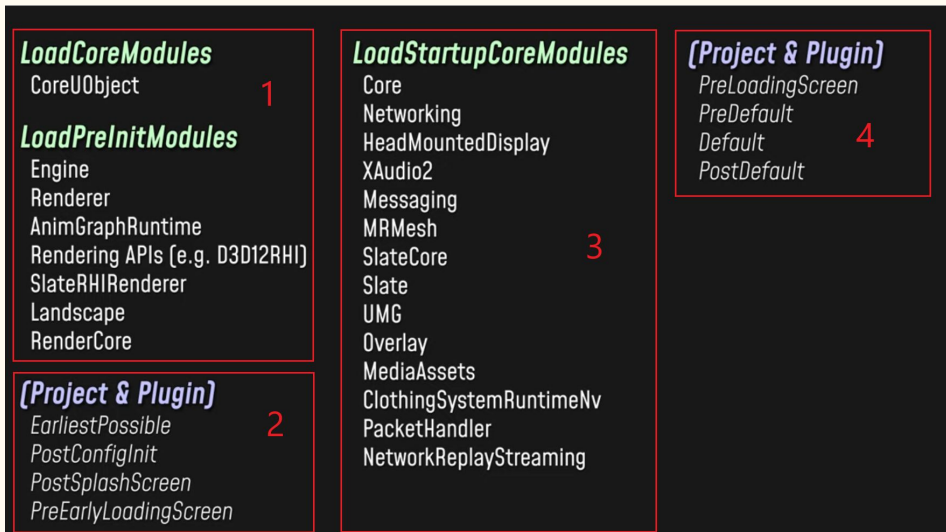 LoadCoreModules
CoreUObject
1
LoadPreInitModules
Engine
Renderer
AnimGraphRuntime
Rendering APIs (e.g. D3D12RHI)
SlateRHIRenderer
Landscape
RenderCore
(Project & Plugin)
EarliestPossible
2
PostConfigInit
PostSplashScreen
PreEarlyLoadingScreen
LoadStartupCoreModules
Core
Networking
HeadMountedDisplay
XAudio2
Messaging
MRMesh
3
SlateCore
Slate
UMG
Overlay
MediaAssets
ClothingSystemRuntimeNv
PacketHandler
NetworkReplayStreaming
(Project & Plugin)
PreLoadingScreen
PreDefault
4
Default
PostDefault